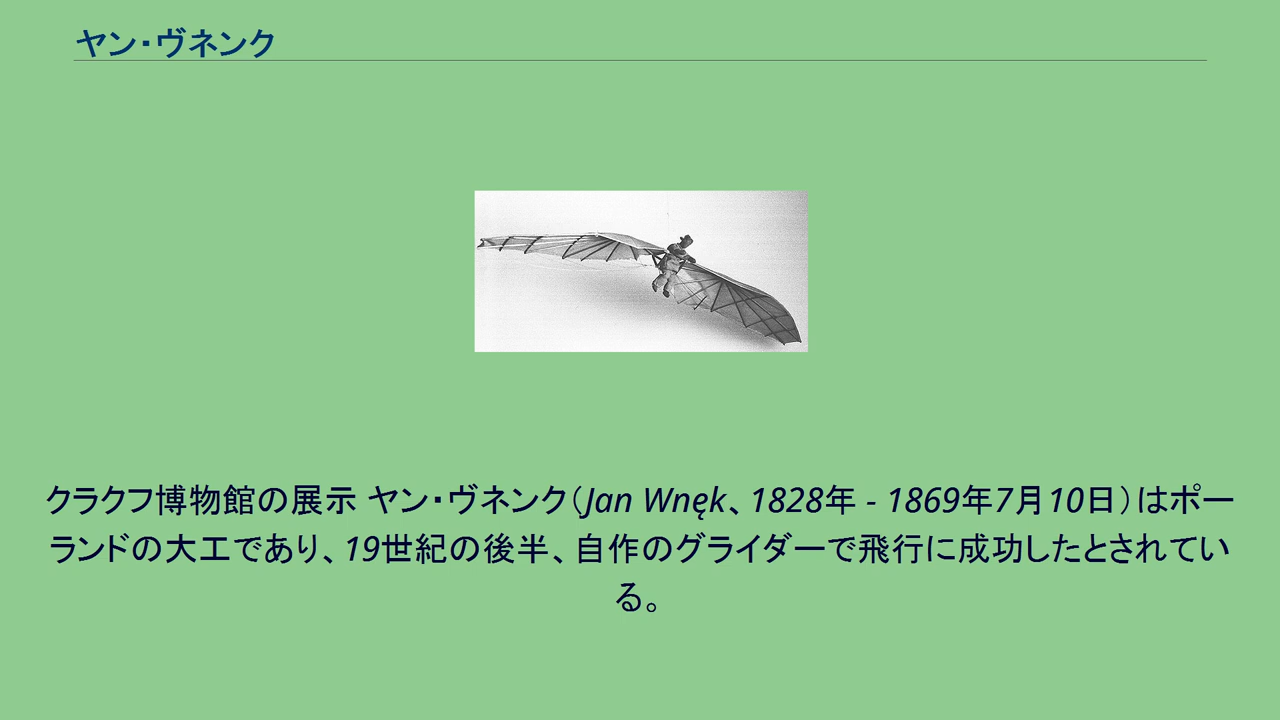 ヤン・ヴネンク
クラクフ博物館の展示 ヤン・ヴネンク（Jan Wnęk、1828年 - 1869年7月10日）はポー
ランドの大工であり、19世紀の後半、自作のグライダーで飛行に成功したとされてい
る。